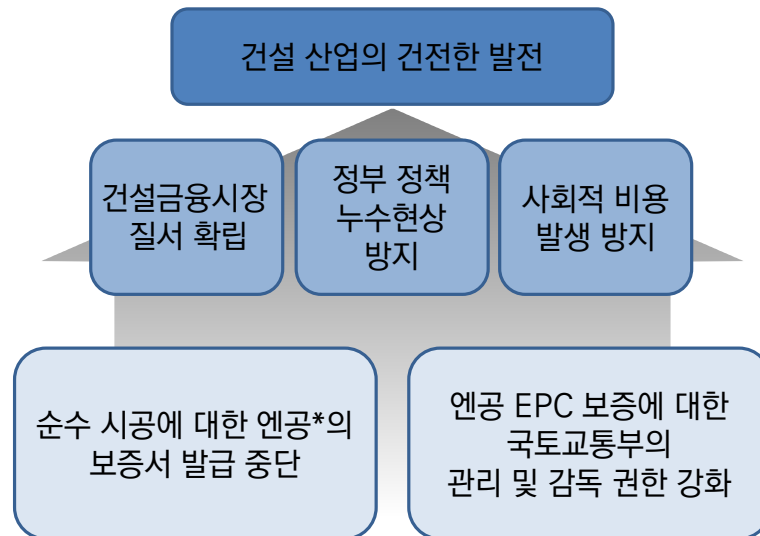 건설 산업의 건전한 발전
건설금융시장
질서 확립
정부 정책
누수현상
방지
사회적 비용
발생 방지
순수 시공에 대한 엔공*의
보증서 발급 중단
엔공 EPC 보증에 대한
국토교통부의
관리 및 감독 권한 강화